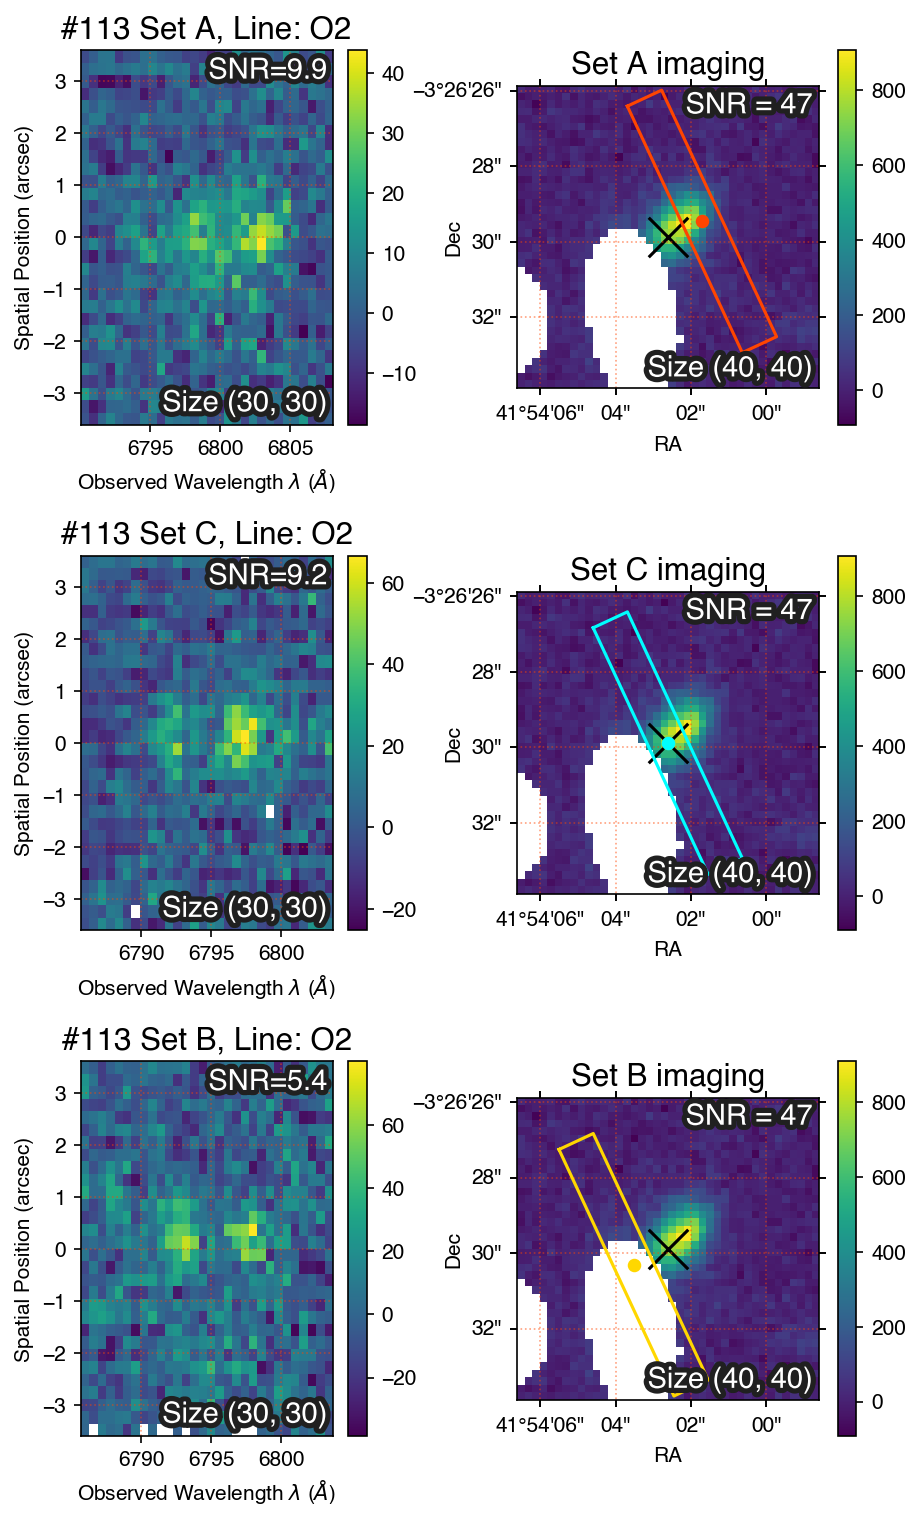 #113 Set A, Line: O2
SNR=9.9
Size (30, 30)
3
2
1
0
−1
−2
−3
Spatial Position (arcsec)
6795 6800 6805
Observed Wavelength λ (Å)
40
30
20
10
0
−10
Set A imaging
SNR = 47
Size (40, 40)
−3°26'26"
28"
30"
32"
Dec
41°54'06" 04" 02" 00"
RA
800
600
400
200
0
#113 Set C, Line: O2
SNR=9.2
Size (30, 30)
3
2
1
0
−1
−2
−3
Spatial Position (arcsec)
6790 6795 6800
Observed Wavelength λ (Å)
60
40
20
0
−20
Set C imaging
SNR = 47
Size (40, 40)
−3°26'26"
28"
30"
32"
Dec
41°54'06" 04" 02" 00"
RA
800
600
400
200
0
#113 Set B, Line: O2
SNR=5.4
Size (30, 30)
3
2
1
0
−1
−2
−3
Spatial Position (arcsec)
6790 6795 6800
Observed Wavelength λ (Å)
60
40
20
0
−20
Set B imaging
SNR = 47
Size (40, 40)
−3°26'26"
28"
30"
32"
Dec
41°54'06" 04" 02" 00"
RA
800
600
400
200
0